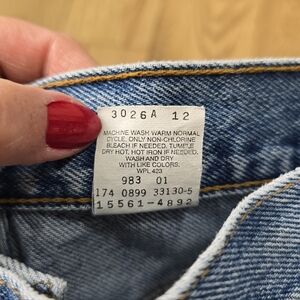 3026A 12
MACHINE WASH WARM NORMAL
CYCLE. ONLY NON-CHLORINE
BLEACH IF NEEDED. TUMBLE
DRY HOT. HOT IRON IF NEEDED.
WASH AND DRY
WITH LIKE COLORS.
WPL 423
983 01
174 0899 33130-5
15561-4892